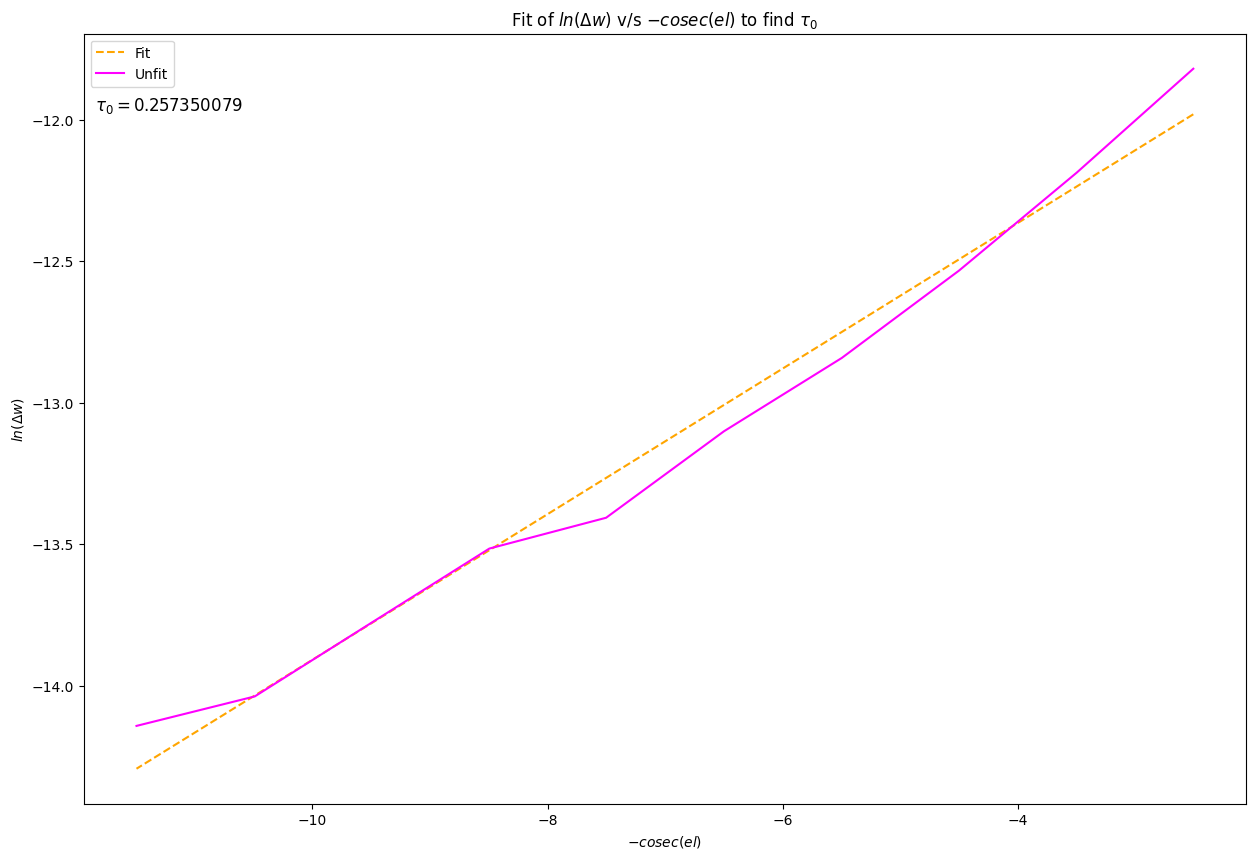 Fit of ln(Δw) v/s −cosec(el) to find τ₀
Fit
Unfit
τ₀ = 0.257350079
−12.0
−12.5
−13.0
−13.5
−14.0
ln(Δw)
−10
−8
−6
−4
−cosec(el)